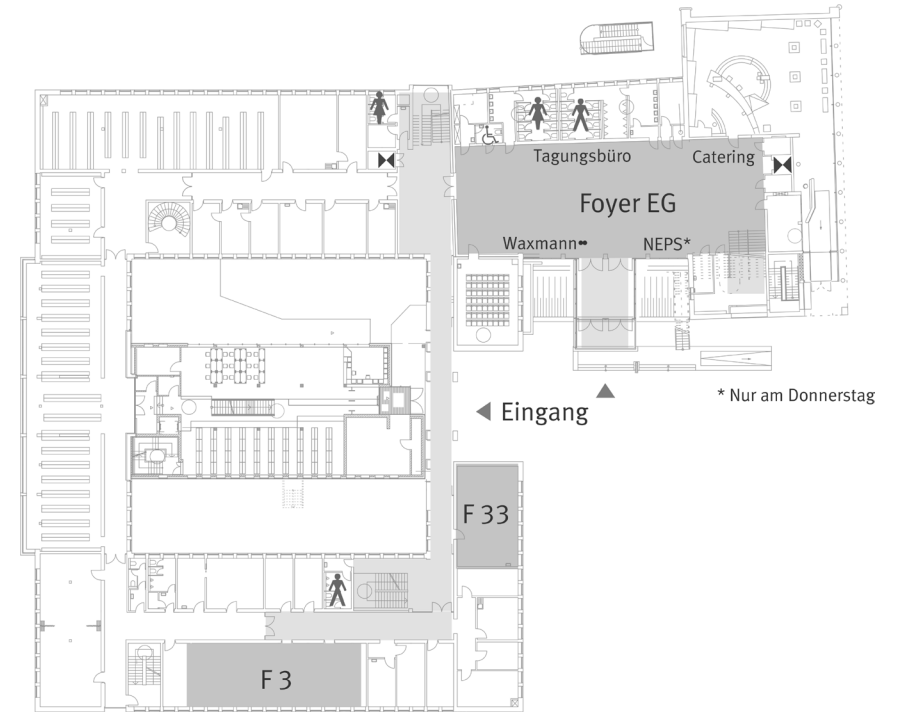 Tagungsbüro
Catering
Foyer EG
Waxmann
NEPS*
* Nur am Donnerstag
Eingang
F 33
F 3